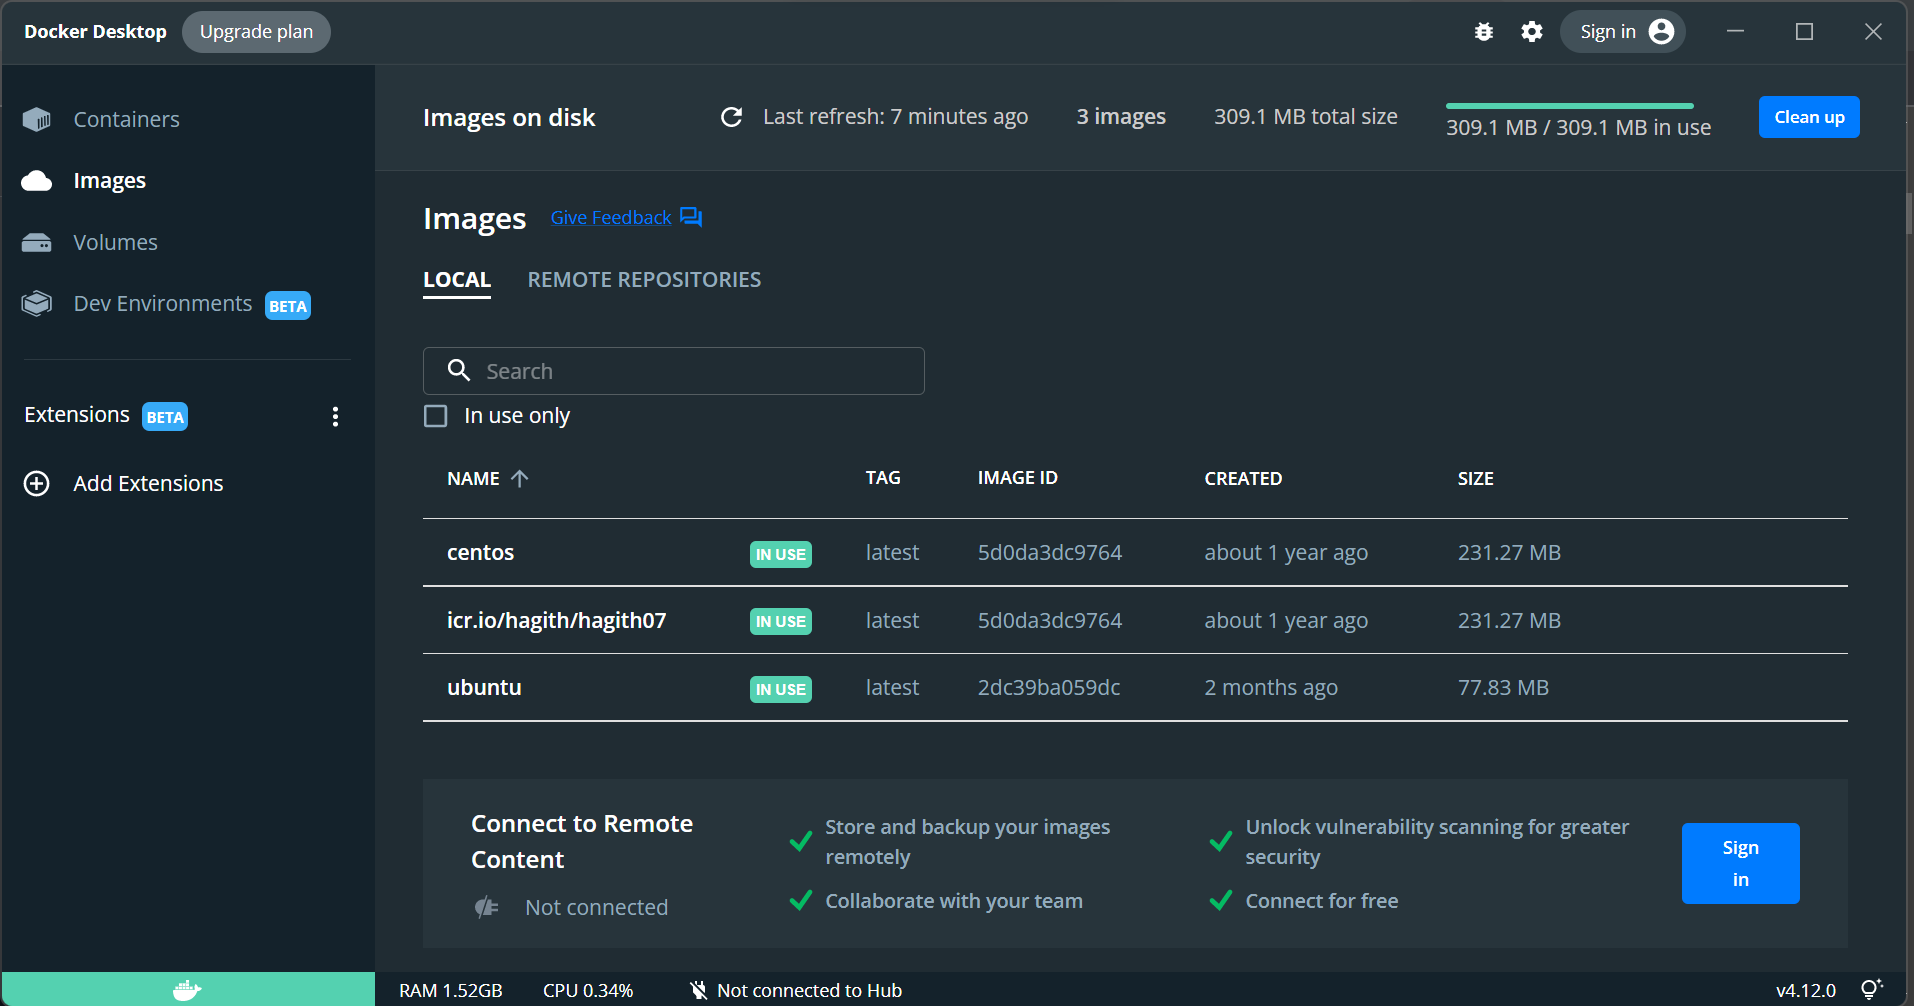 Docker Desktop Upgrade plan Sign in
Containers
Images
Volumes
Dev Environments BETA
Extensions BETA
Add Extensions
Images on disk Last refresh: 7 minutes ago 3 images 309.1 MB total size 309.1 MB / 309.1 MB in use Clean up
Images Give Feedback
LOCAL REMOTE REPOSITORIES
Search
In use only
NAME TAG IMAGE ID CREATED SIZE
centos IN USE latest 5d0da3dc9764 about 1 year ago 231.27 MB
icr.io/hagith/hagith07 IN USE latest 5d0da3dc9764 about 1 year ago 231.27 MB
ubuntu IN USE latest 2dc39ba059dc 2 months ago 77.83 MB
Connect to Remote
Content
Not connected
Store and backup your images
remotely
Collaborate with your team
Unlock vulnerability scanning for greater
security
Connect for free
Sign
in
RAM 1.52GB CPU 0.34% Not connected to Hub v4.12.0